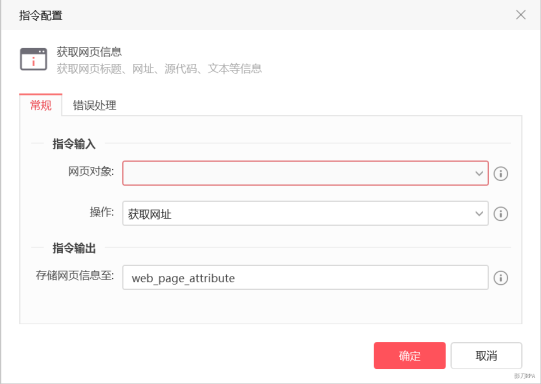 指令配置
获取网页信息
获取网页标题、网址、源代码、文本等信息
常规 错误处理
指令输入
网页对象:
操作: 获取网址
指令输出
存储网页信息至: web_page_attribute
确定 取消